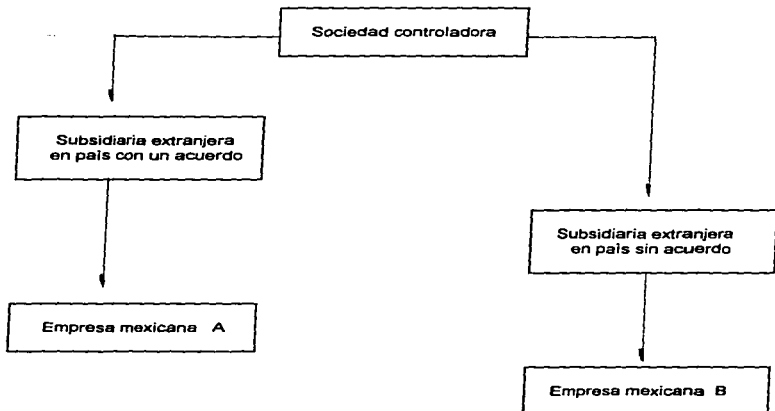 Sociedad controladora
Subsidiaria extranjera
en país con un acuerdo
Subsidiaria extranjera
en país sin acuerdo
Empresa mexicana A
Empresa mexicana B